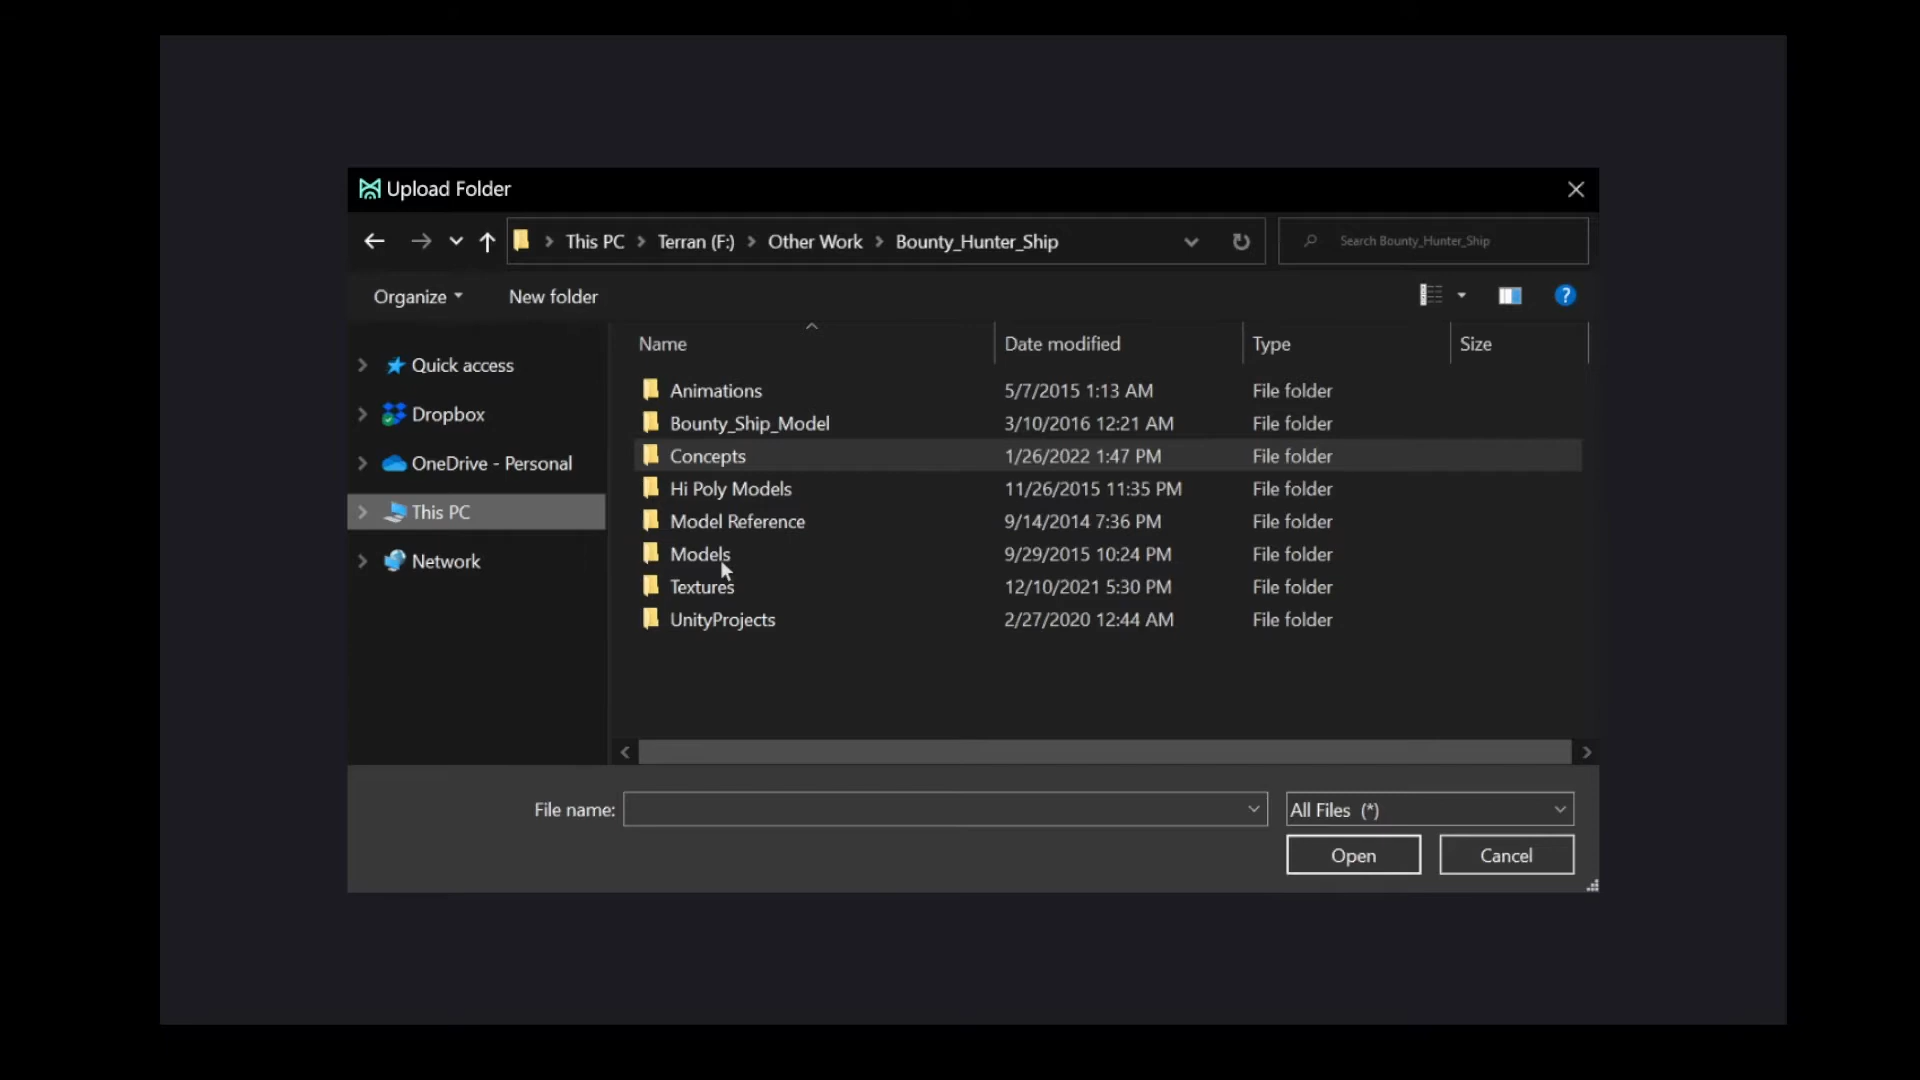 Upload Folder
This PC Terran (F:) Other Work Bounty_Hunter_Ship
Search Bounty_Hunter_Ship
Organize New folder
?
Name Date modified Type Size
Quick access
Dropbox
OneDrive - Personal
This PC
Network
Animations 5/7/2015 1:13 AM File folder
Bounty_Ship_Model 3/10/2016 12:21 AM File folder
Concepts 1/26/2022 1:47 PM File folder
Hi Poly Models 11/26/2015 11:35 PM File folder
Model Reference 9/14/2014 7:36 PM File folder
Models 9/29/2015 10:24 PM File folder
Textures 12/10/2021 5:30 PM File folder
UnityProjects 2/27/2020 12:44 AM File folder
File name:
All Files (*)
Open Cancel